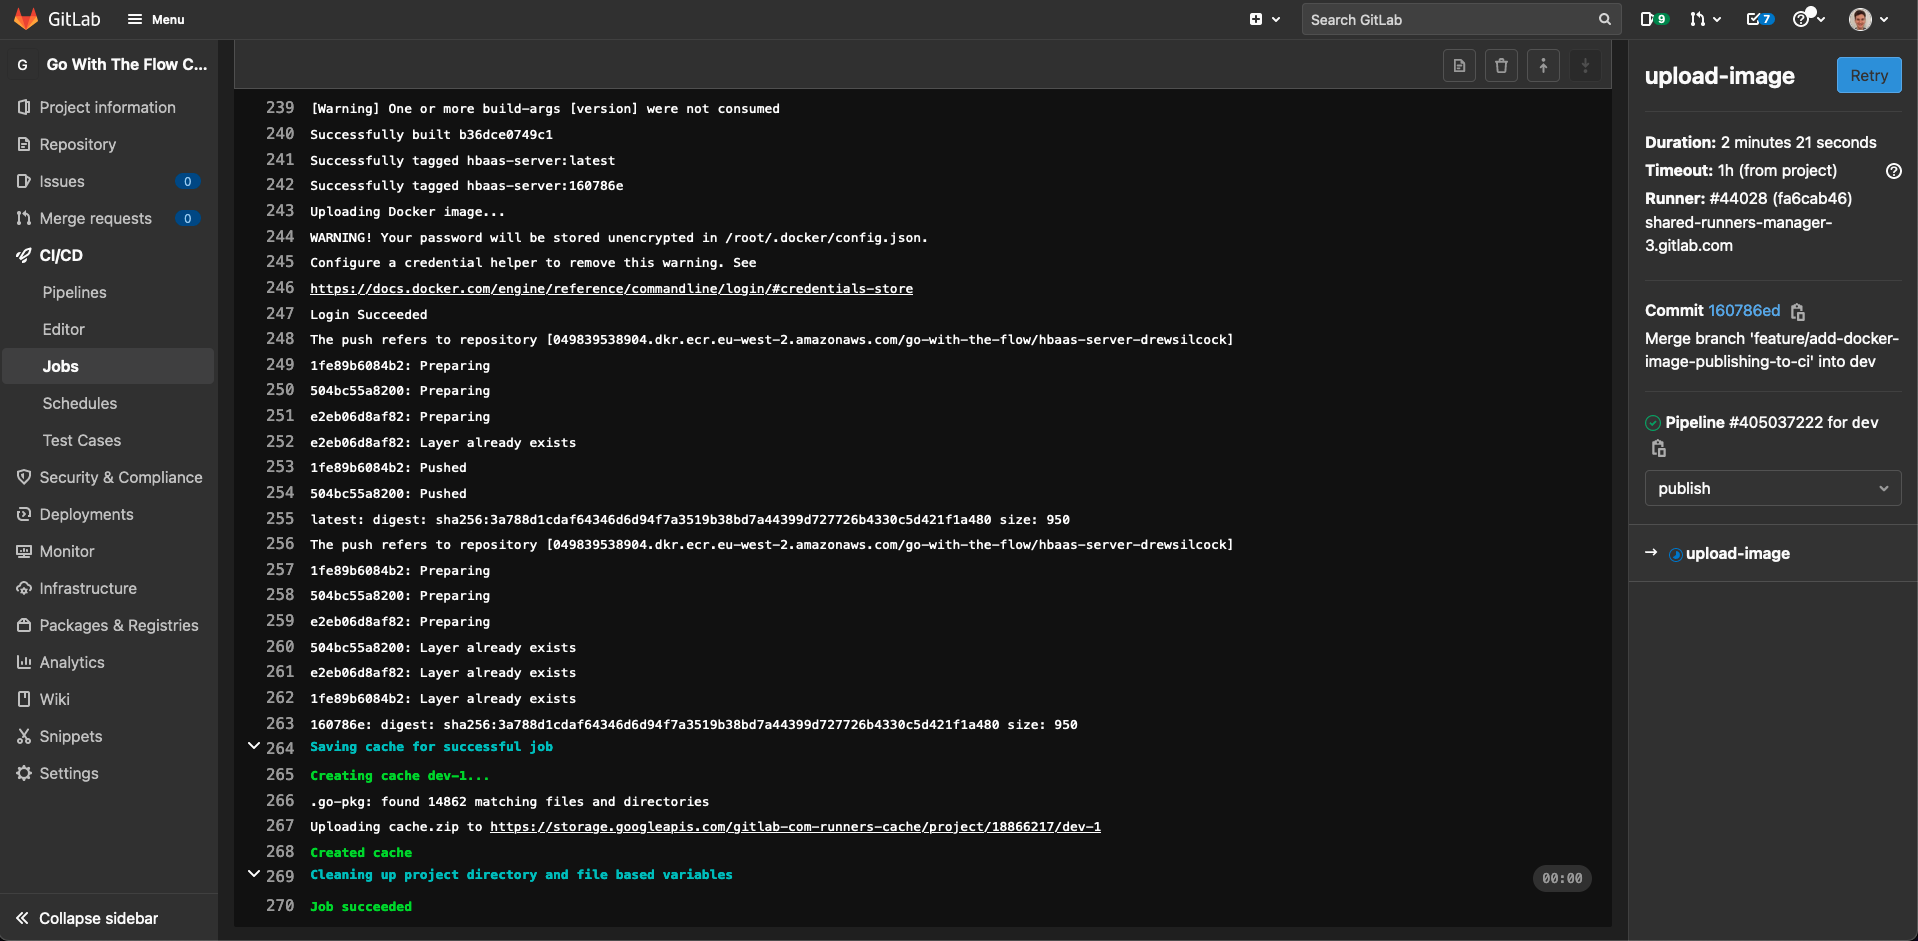 GitLab
Menu
Search GitLab
9
7
G
Go With The Flow C...
Project information
Repository
Issues
0
Merge requests
0
CI/CD
Pipelines
Editor
Jobs
Schedules
Test Cases
Security & Compliance
Deployments
Monitor
Infrastructure
Packages & Registries
Analytics
Wiki
Snippets
Settings
Collapse sidebar
239 [Warning] One or more build-args [version] were not consumed
240 Successfully built b36dce0749c1
241 Successfully tagged hbaas-server:latest
242 Successfully tagged hbaas-server:160786e
243 Uploading Docker image...
244 WARNING! Your password will be stored unencrypted in /root/.docker/config.json.
245 Configure a credential helper to remove this warning. See
246 https://docs.docker.com/engine/reference/commandline/login/#credentials-store
247 Login Succeeded
248 The push refers to repository [049839538904.dkr.ecr.eu-west-2.amazonaws.com/go-with-the-flow/hbaas-server-drewsilcock]
249 1fe89b6084b2: Preparing
250 504bc55a8200: Preparing
251 e2eb06d8af82: Preparing
252 e2eb06d8af82: Layer already exists
253 1fe89b6084b2: Pushed
254 504bc55a8200: Pushed
255 latest: digest: sha256:3a788d1cdaf64346d6d94f7a3519b38bd7a44399d727726b4330c5d421f1a480 size: 950
256 The push refers to repository [049839538904.dkr.ecr.eu-west-2.amazonaws.com/go-with-the-flow/hbaas-server-drewsilcock]
257 1fe89b6084b2: Preparing
258 504bc55a8200: Preparing
259 e2eb06d8af82: Preparing
260 504bc55a8200: Layer already exists
261 e2eb06d8af82: Layer already exists
262 1fe89b6084b2: Layer already exists
263 160786e: digest: sha256:3a788d1cdaf64346d6d94f7a3519b38bd7a44399d727726b4330c5d421f1a480 size: 950
264 Saving cache for successful job
265 Creating cache dev-1...
266 .go-pkg: found 14862 matching files and directories
267 Uploading cache.zip to https://storage.googleapis.com/gitlab-com-runners-cache/project/18866217/dev-1
268 Created cache
269 Cleaning up project directory and file based variables
00:00
270 Job succeeded
upload-image
Retry
Duration: 2 minutes 21 seconds
Timeout: 1h (from project)
Runner: #44028 (fa6cab46)
shared-runners-manager-
3.gitlab.com
Commit 160786ed
Merge branch 'feature/add-docker-
image-publishing-to-ci' into dev
Pipeline #405037222 for dev
publish
→ upload-image